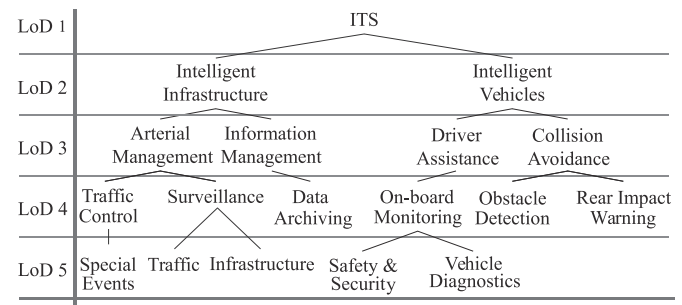 LoD 1
ITS
LoD 2
Intelligent
Infrastructure
Intelligent
Vehicles
LoD 3
Arterial
Management
Information
Management
Driver
Assistance
Collision
Avoidance
LoD 4
Traffic
Control
Surveillance
Data
Archiving
On-board
Monitoring
Obstacle
Detection
Rear Impact
Warning
LoD 5
Special
Events
Traffic
Infrastructure
Safety &
Security
Vehicle
Diagnostics